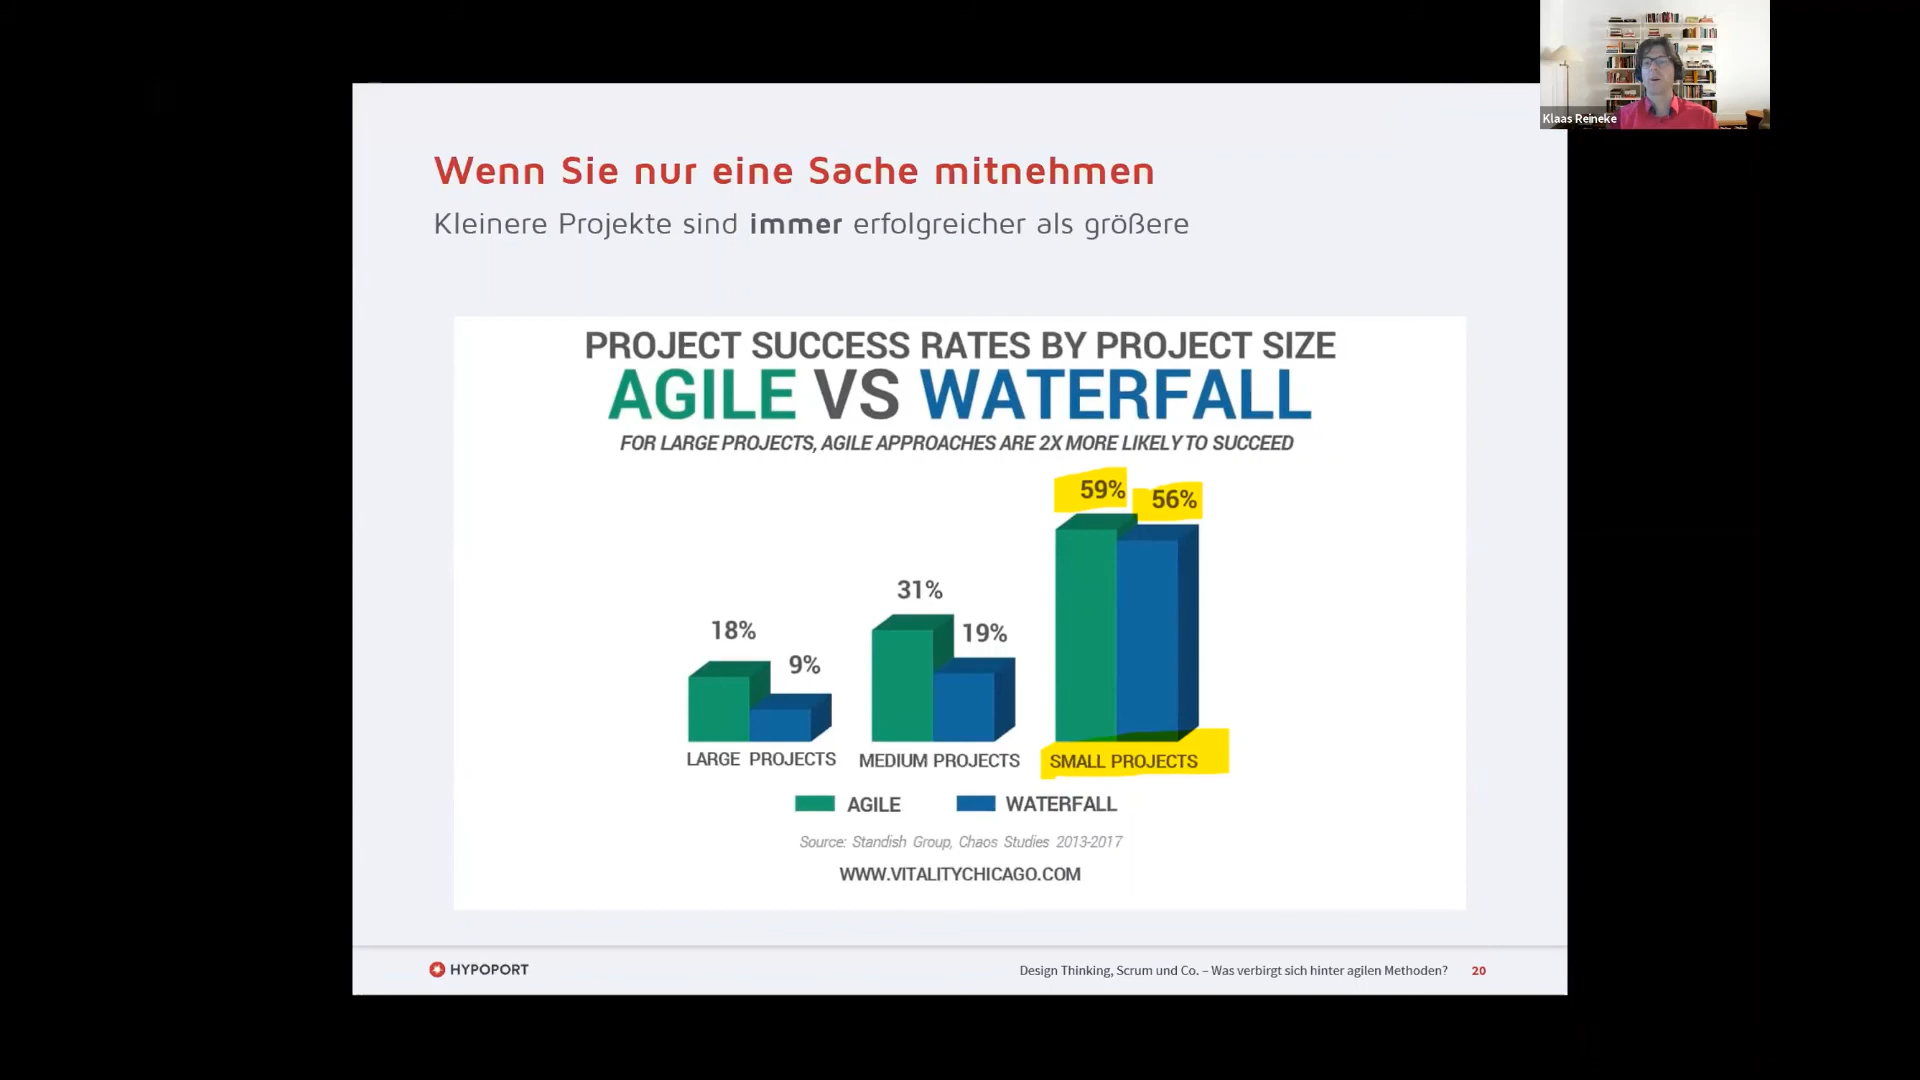 Klaas Reineke
Wenn Sie nur eine Sache mitnehmen
Kleinere Projekte sind immer erfolgreicher als größere
PROJECT SUCCESS RATES BY PROJECT SIZE
AGILE VS WATERFALL
FOR LARGE PROJECTS, AGILE APPROACHES ARE 2X MORE LIKELY TO SUCCEED
59%
56%
31%
19%
18%
9%
LARGE PROJECTS
MEDIUM PROJECTS
SMALL PROJECTS
AGILE
WATERFALL
Source: Standish Group, Chaos Studies 2013-2017
WWW.VITALITYCHICAGO.COM
HYPOPORT
Design Thinking, Scrum und Co. – Was verbirgt sich hinter agilen Methoden?
20